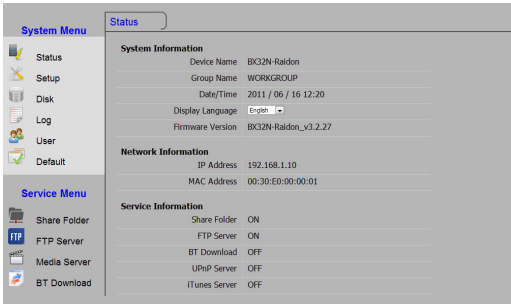 System Menu
Status
Setup
Disk
Log
User
Default
Service Menu
Share Folder
FTP
FTP Server
Media Server
BT Download
Status
System Information
Device Name BX32N-Raidon
Group Name WORKGROUP
Date/Time 2011 / 06 / 16 12:20
Display Language English
Firmware Version BX32N-Raidon_v3.2.27
Network Information
IP Address 192.168.1.10
MAC Address 00:30:E0:00:00:01
Service Information
Share Folder ON
FTP Server ON
BT Download OFF
UPnP Server OFF
iTunes Server OFF